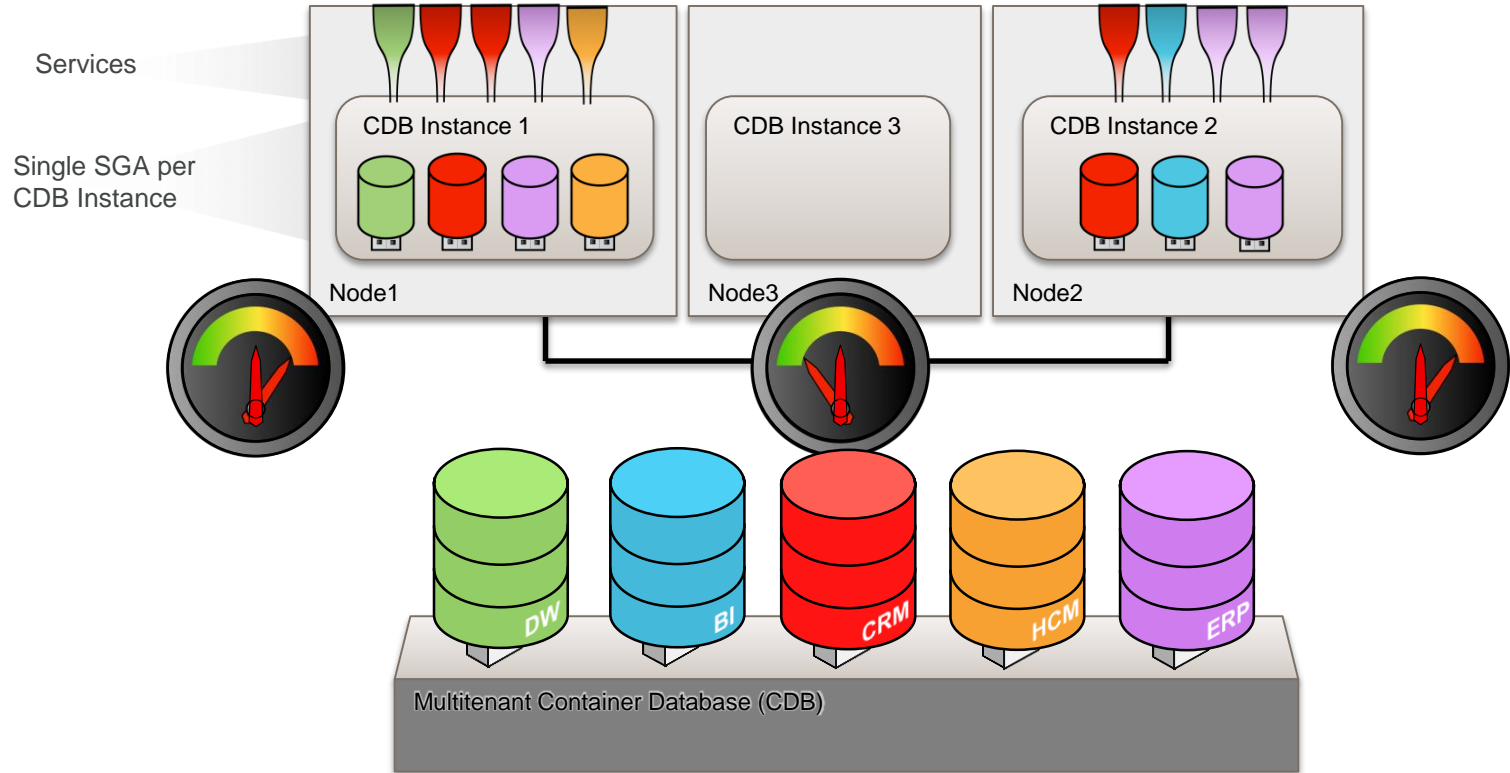 Services
Single SGA per
CDB Instance
CDB Instance 1
CDB Instance 3
CDB Instance 2
Node1
Node3
Node2
DW
BI
CRM
HCM
ERP
Multitenant Container Database (CDB)